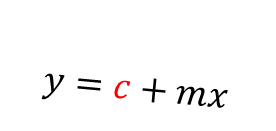 y = c + mx